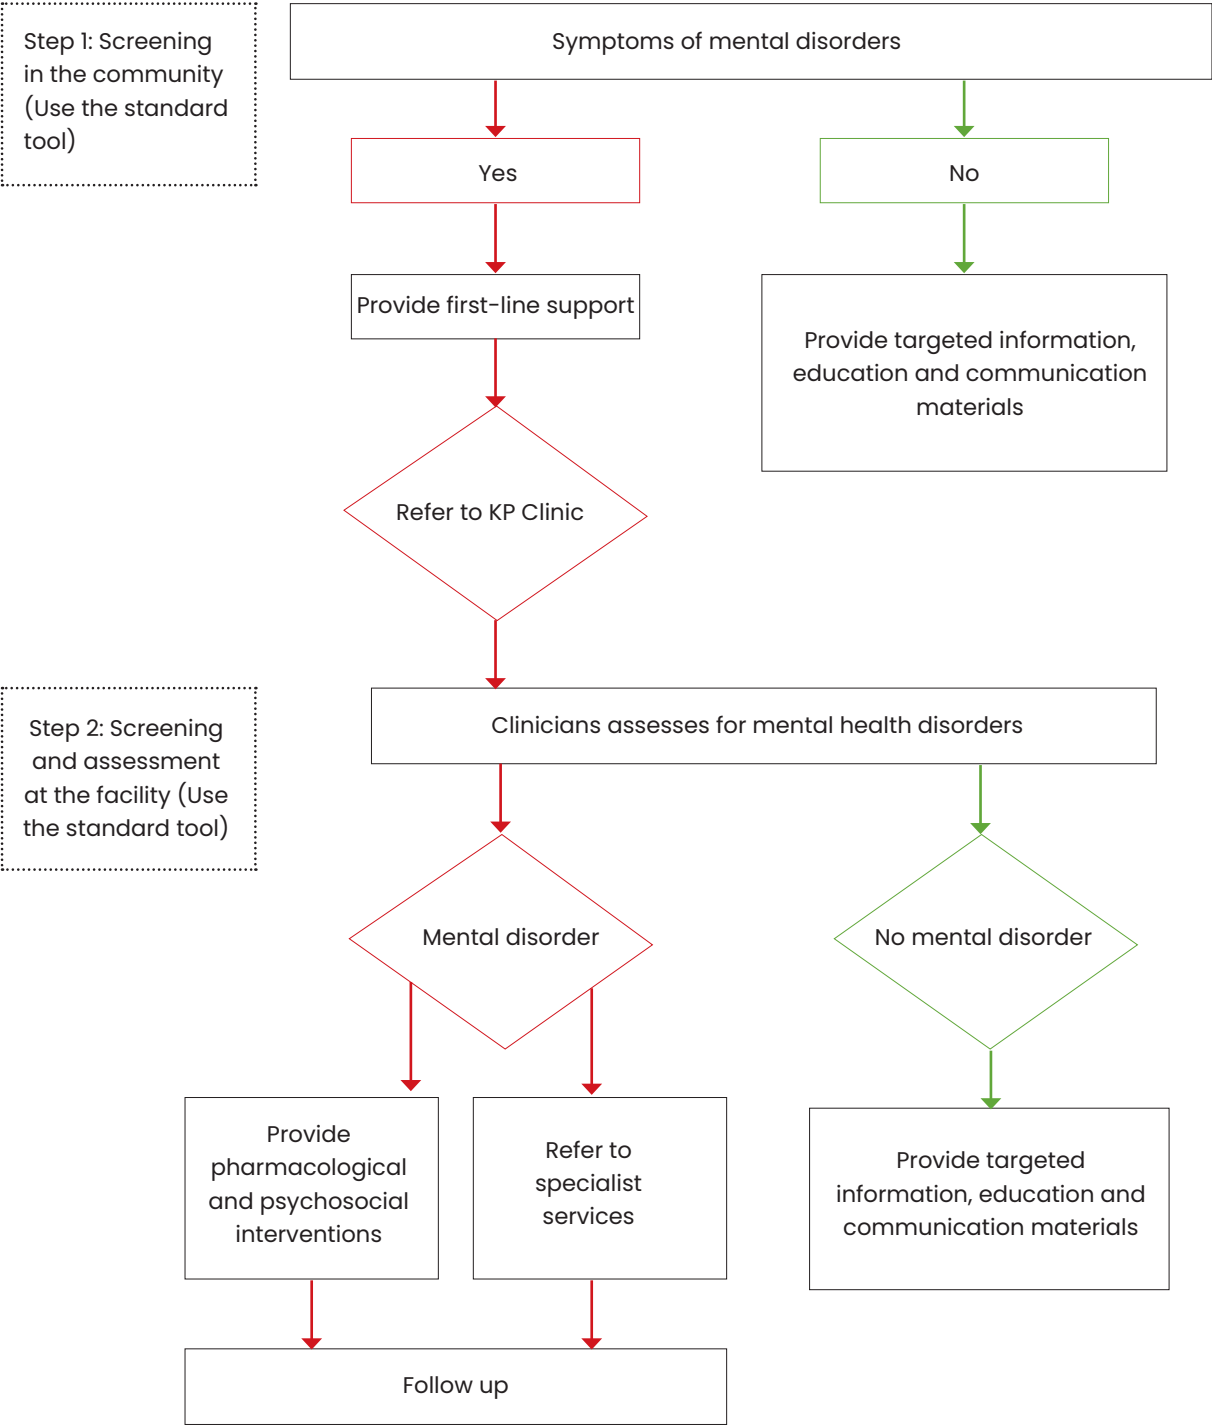 Step 1: Screening
in the community
(Use the standard
tool)
Symptoms of mental disorders
Yes
No
Provide first-line support
Provide targeted information,
education and communication
materials
Refer to KP Clinic
Step 2: Screening
and assessment
at the facility (Use
the standard tool)
Clinicians assesses for mental health disorders
Mental disorder
No mental disorder
Provide
pharmacological
and psychosocial
interventions
Refer to
specialist
services
Provide targeted
information, education and
communication materials
Follow up